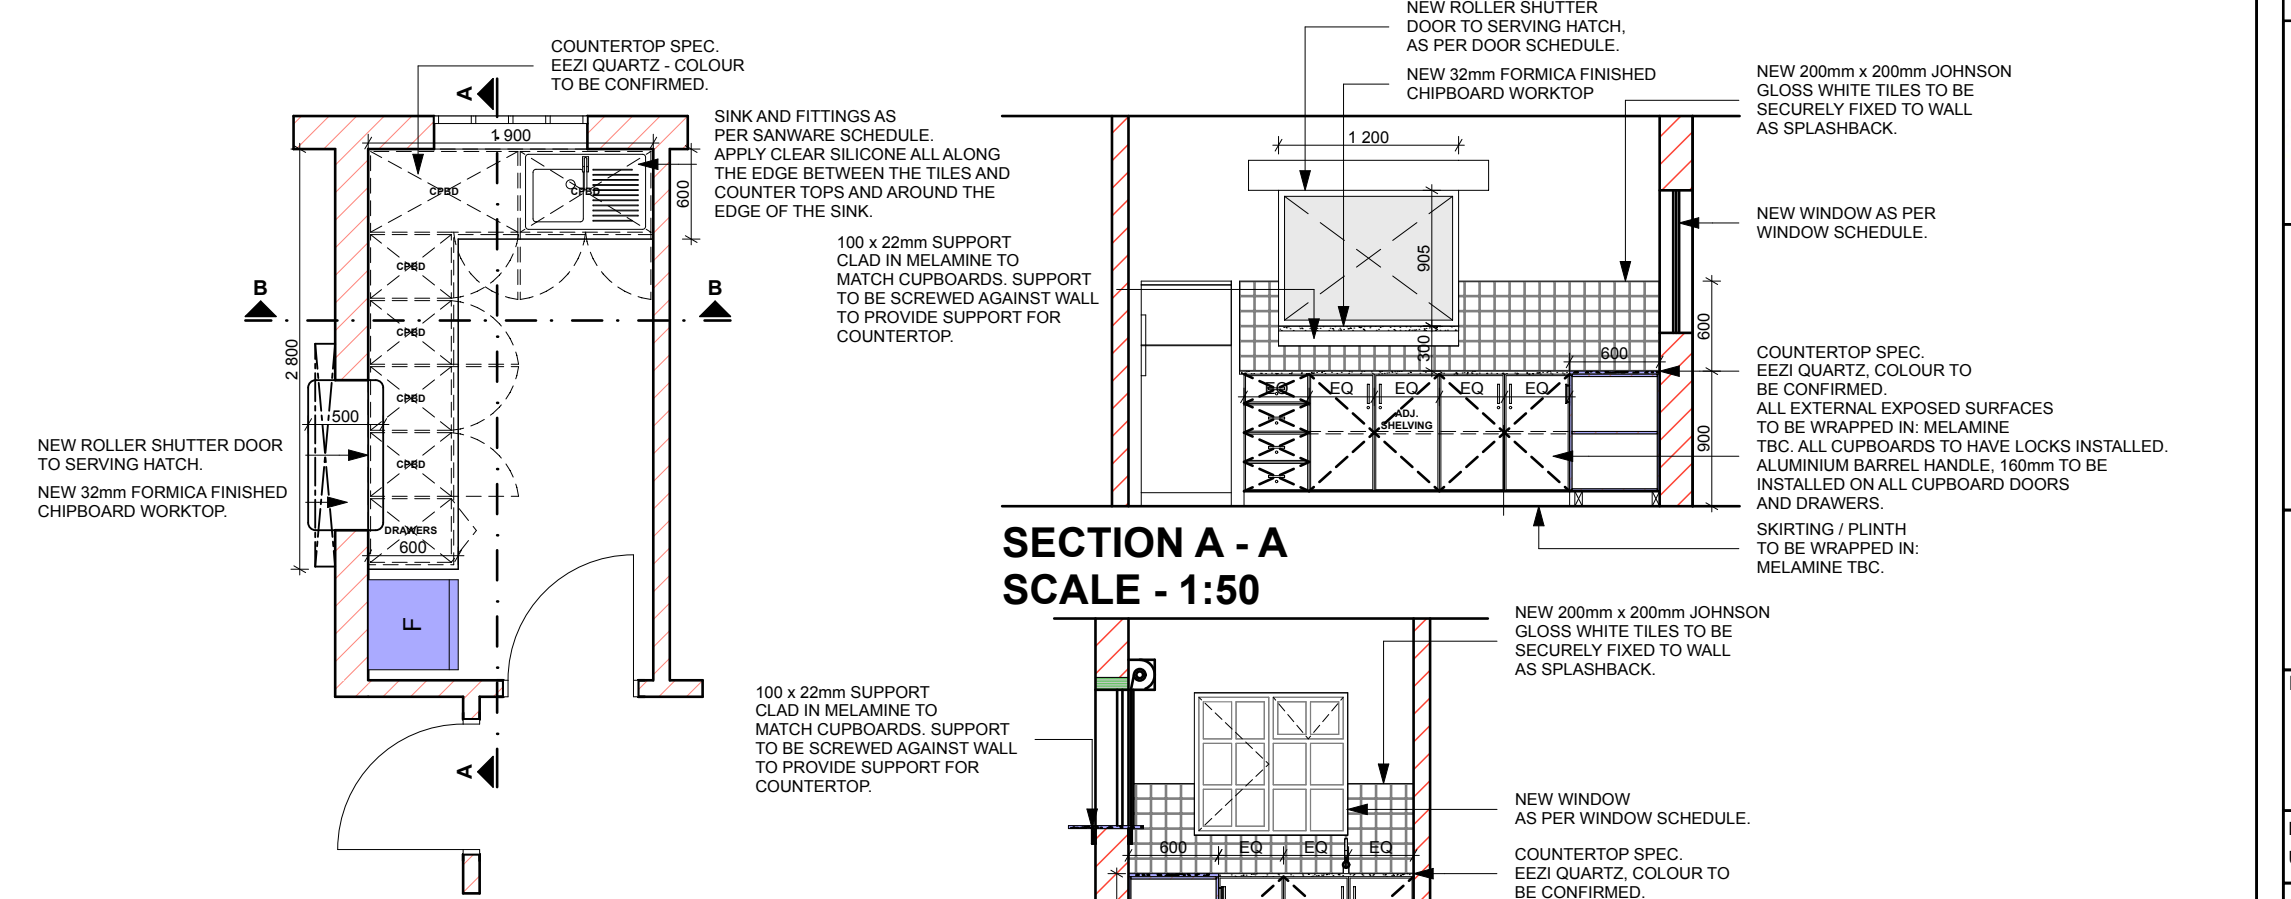 COUNTERTOP SPEC.
EEZI QUARTZ - COLOUR
TO BE CONFIRMED.
A
1 900
SINK AND FITTINGS AS
PER SANWARE SCHEDULE.
APPLY CLEAR SILICONE ALL ALONG
THE EDGE BETWEEN THE TILES AND
COUNTER TOPS AND AROUND THE
EDGE OF THE SINK.
CPBD
CPBD
600
CPBD
B
B
CPBD
2 800
CPBD
500
NEW ROLLER SHUTTER DOOR
TO SERVING HATCH.
CPBD
NEW 32mm FORMICA FINISHED
CHIPBOARD WORKTOP.
DRAWERS
600
F
A
NEW ROLLER SHUTTER
DOOR TO SERVING HATCH,
AS PER DOOR SCHEDULE.
NEW 32mm FORMICA FINISHED
CHIPBOARD WORKTOP
NEW 200mm x 200mm JOHNSON
GLOSS WHITE TILES TO BE
SECURELY FIXED TO WALL
AS SPLASHBACK.
1 200
NEW WINDOW AS PER
WINDOW SCHEDULE.
100 x 22mm SUPPORT
CLAD IN MELAMINE TO
MATCH CUPBOARDS. SUPPORT
TO BE SCREWED AGAINST WALL
TO PROVIDE SUPPORT FOR
COUNTERTOP.
905
300
600
600
EQ
EQ
EQ
EQ
EQ
ADJ.
SHELVING
900
COUNTERTOP SPEC.
EEZI QUARTZ, COLOUR TO
BE CONFIRMED.
ALL EXTERNAL EXPOSED SURFACES
TO BE WRAPPED IN: MELAMINE
TBC. ALL CUPBOARDS TO HAVE LOCKS INSTALLED.
ALUMINIUM BARREL HANDLE, 160mm TO BE
INSTALLED ON ALL CUPBOARD DOORS
AND DRAWERS.
SKIRTING / PLINTH
TO BE WRAPPED IN:
MELAMINE TBC.
SECTION A - A
SCALE - 1:50
NEW 200mm x 200mm JOHNSON
GLOSS WHITE TILES TO BE
SECURELY FIXED TO WALL
AS SPLASHBACK.
100 x 22mm SUPPORT
CLAD IN MELAMINE TO
MATCH CUPBOARDS. SUPPORT
TO BE SCREWED AGAINST WALL
TO PROVIDE SUPPORT FOR
COUNTERTOP.
NEW WINDOW
AS PER WINDOW SCHEDULE.
600
EQ
EQ
EQ
COUNTERTOP SPEC.
EEZI QUARTZ, COLOUR TO
BE CONFIRMED.